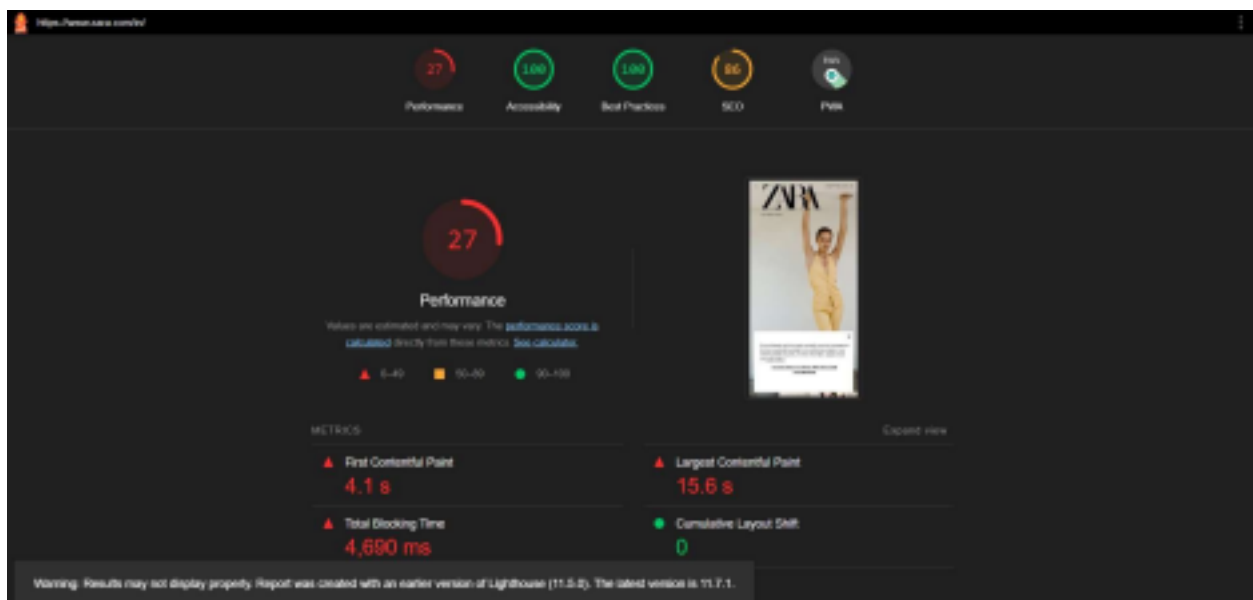 https://www.zara.com/in/
27
100
100
86
Performance
Accessibility
Best Practices
SEO
PWA
27
Performance
Values are estimated and may vary. The performance score is
calculated directly from these metrics. See calculator.
0–49
50–89
90–100
ZARA
METRICS
Expand view
First Contentful Paint
4.1 s
Largest Contentful Paint
15.6 s
Total Blocking Time
4,690 ms
Cumulative Layout Shift
0
Warning: Results may not display properly. Report was created with an earlier version of Lighthouse (11.5.0). The latest version is 11.7.1.